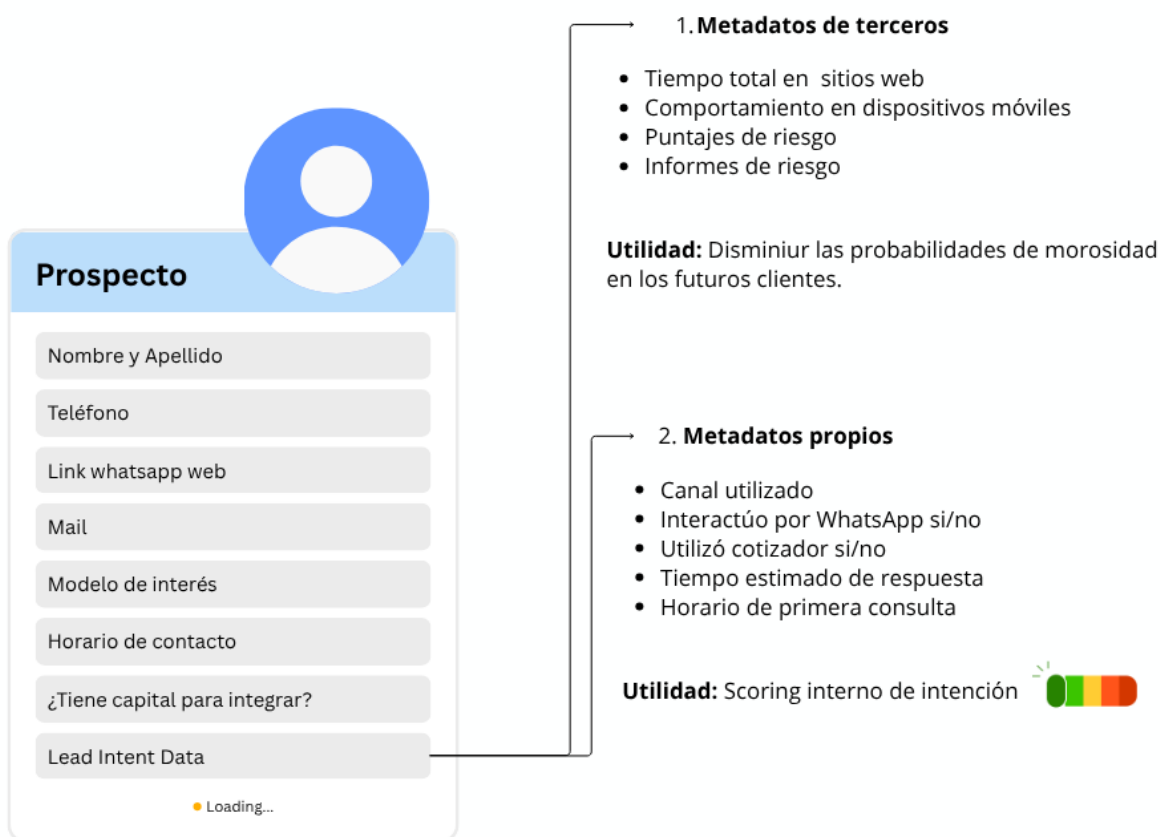 Prospecto
Nombre y Apellido
Teléfono
Link whatsapp web
Mail
Modelo de interés
Horario de contacto
¿Tiene capital para integrar?
Lead Intent Data
Loading...
1. Metadatos de terceros
• Tiempo total en sitios web
• Comportamiento en dispositivos móviles
• Puntajes de riesgo
• Informes de riesgo
Utilidad: Disminiur las probabilidades de morosidad
en los futuros clientes.
2. Metadatos propios
• Canal utilizado
• Interactúo por WhatsApp si/no
• Utilizó cotizador si/no
• Tiempo estimado de respuesta
• Horario de primera consulta
Utilidad: Scoring interno de intención